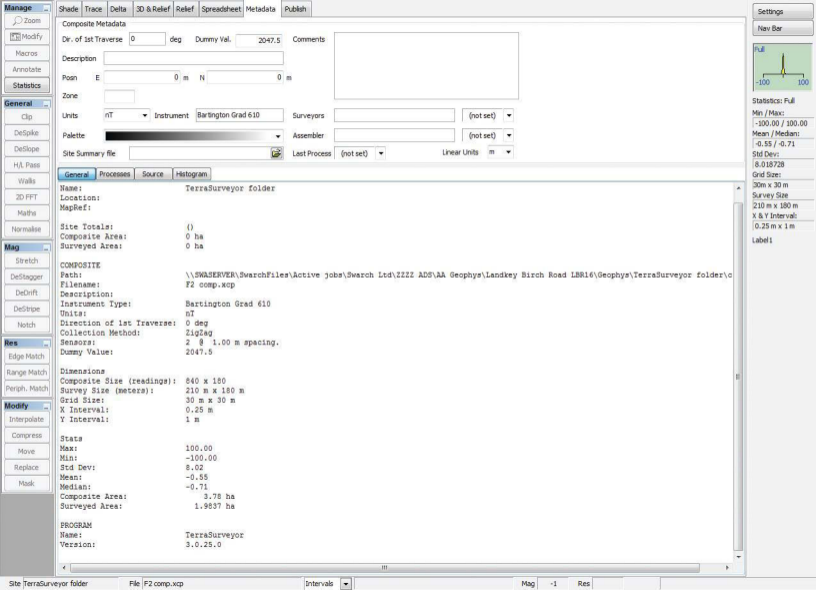 Manage
Zoom
Modify
Macros
Annotate
Statistics
General
Clip
DeSpike
DeSlope
H/L Pass
Wallis
2D FFT
Maths
Normalise
Mag
Stretch
DeStagger
DeDrift
DeStripe
Notch
Res
Edge Match
Range Match
Periph. Match
Modify
Interpolate
Compress
Move
Replace
Mask
Shade Trace Delta 3D & Relief Relief Spreadsheet Metadata Publish
Composite Metadata
Dir. of 1st Traverse 0 deg Dummy Val. 2047.5 Comments
Description
Posn E 0 m N 0 m
Zone
Units nT Instrument Bartington Grad 610 Surveyors (not set)
Palette Assembler (not set)
Site Summary file Last Process (not set) Linear Units m
General Processes Source Histogram
Name: TerraSurveyor folder
Location:
MapRef:
Site Totals: ()
Composite Area: 0 ha
Surveyed Area: 0 ha
COMPOSITE
Path: \\SWASERVER\SwarchFiles\Active jobs\Swarch Ltd\ZZZZ ADS\AA Geophys\Landkey Birch Road LBR16\Geophys\TerraSurveyor folder\c
Filename: F2 comp.xcp
Description:
Instrument Type: Bartington Grad 610
Units: nT
Direction of 1st Traverse: 0 deg
Collection Method: ZigZag
Sensors: 2 @ 1.00 m spacing.
Dummy Value: 2047.5
Dimensions
Composite Size (readings): 840 x 180
Survey Size (meters): 210 m x 180 m
Grid Size: 30 m x 30 m
X Interval: 0.25 m
Y Interval: 1 m
Stats
Max: 100.00
Min: -100.00
Std Dev: 8.02
Mean: -0.55
Median: -0.71
Composite Area: 3.78 ha
Surveyed Area: 1.9837 ha
PROGRAM
Name: TerraSurveyor
Version: 3.0.25.0
Settings
Nav Bar
Full
-100 100
Statistics: Full
Min / Max:
-100.00 / 100.00
Mean / Median:
-0.55 / -0.71
Std Dev:
8.018728
Grid Size:
30m x 30 m
Survey Size
210 m x 180 m
X & Y Interval:
0.25 m x 1 m
Label1
Site TerraSurveyor folder File F2 comp.xcp Intervals Mag -1 Res